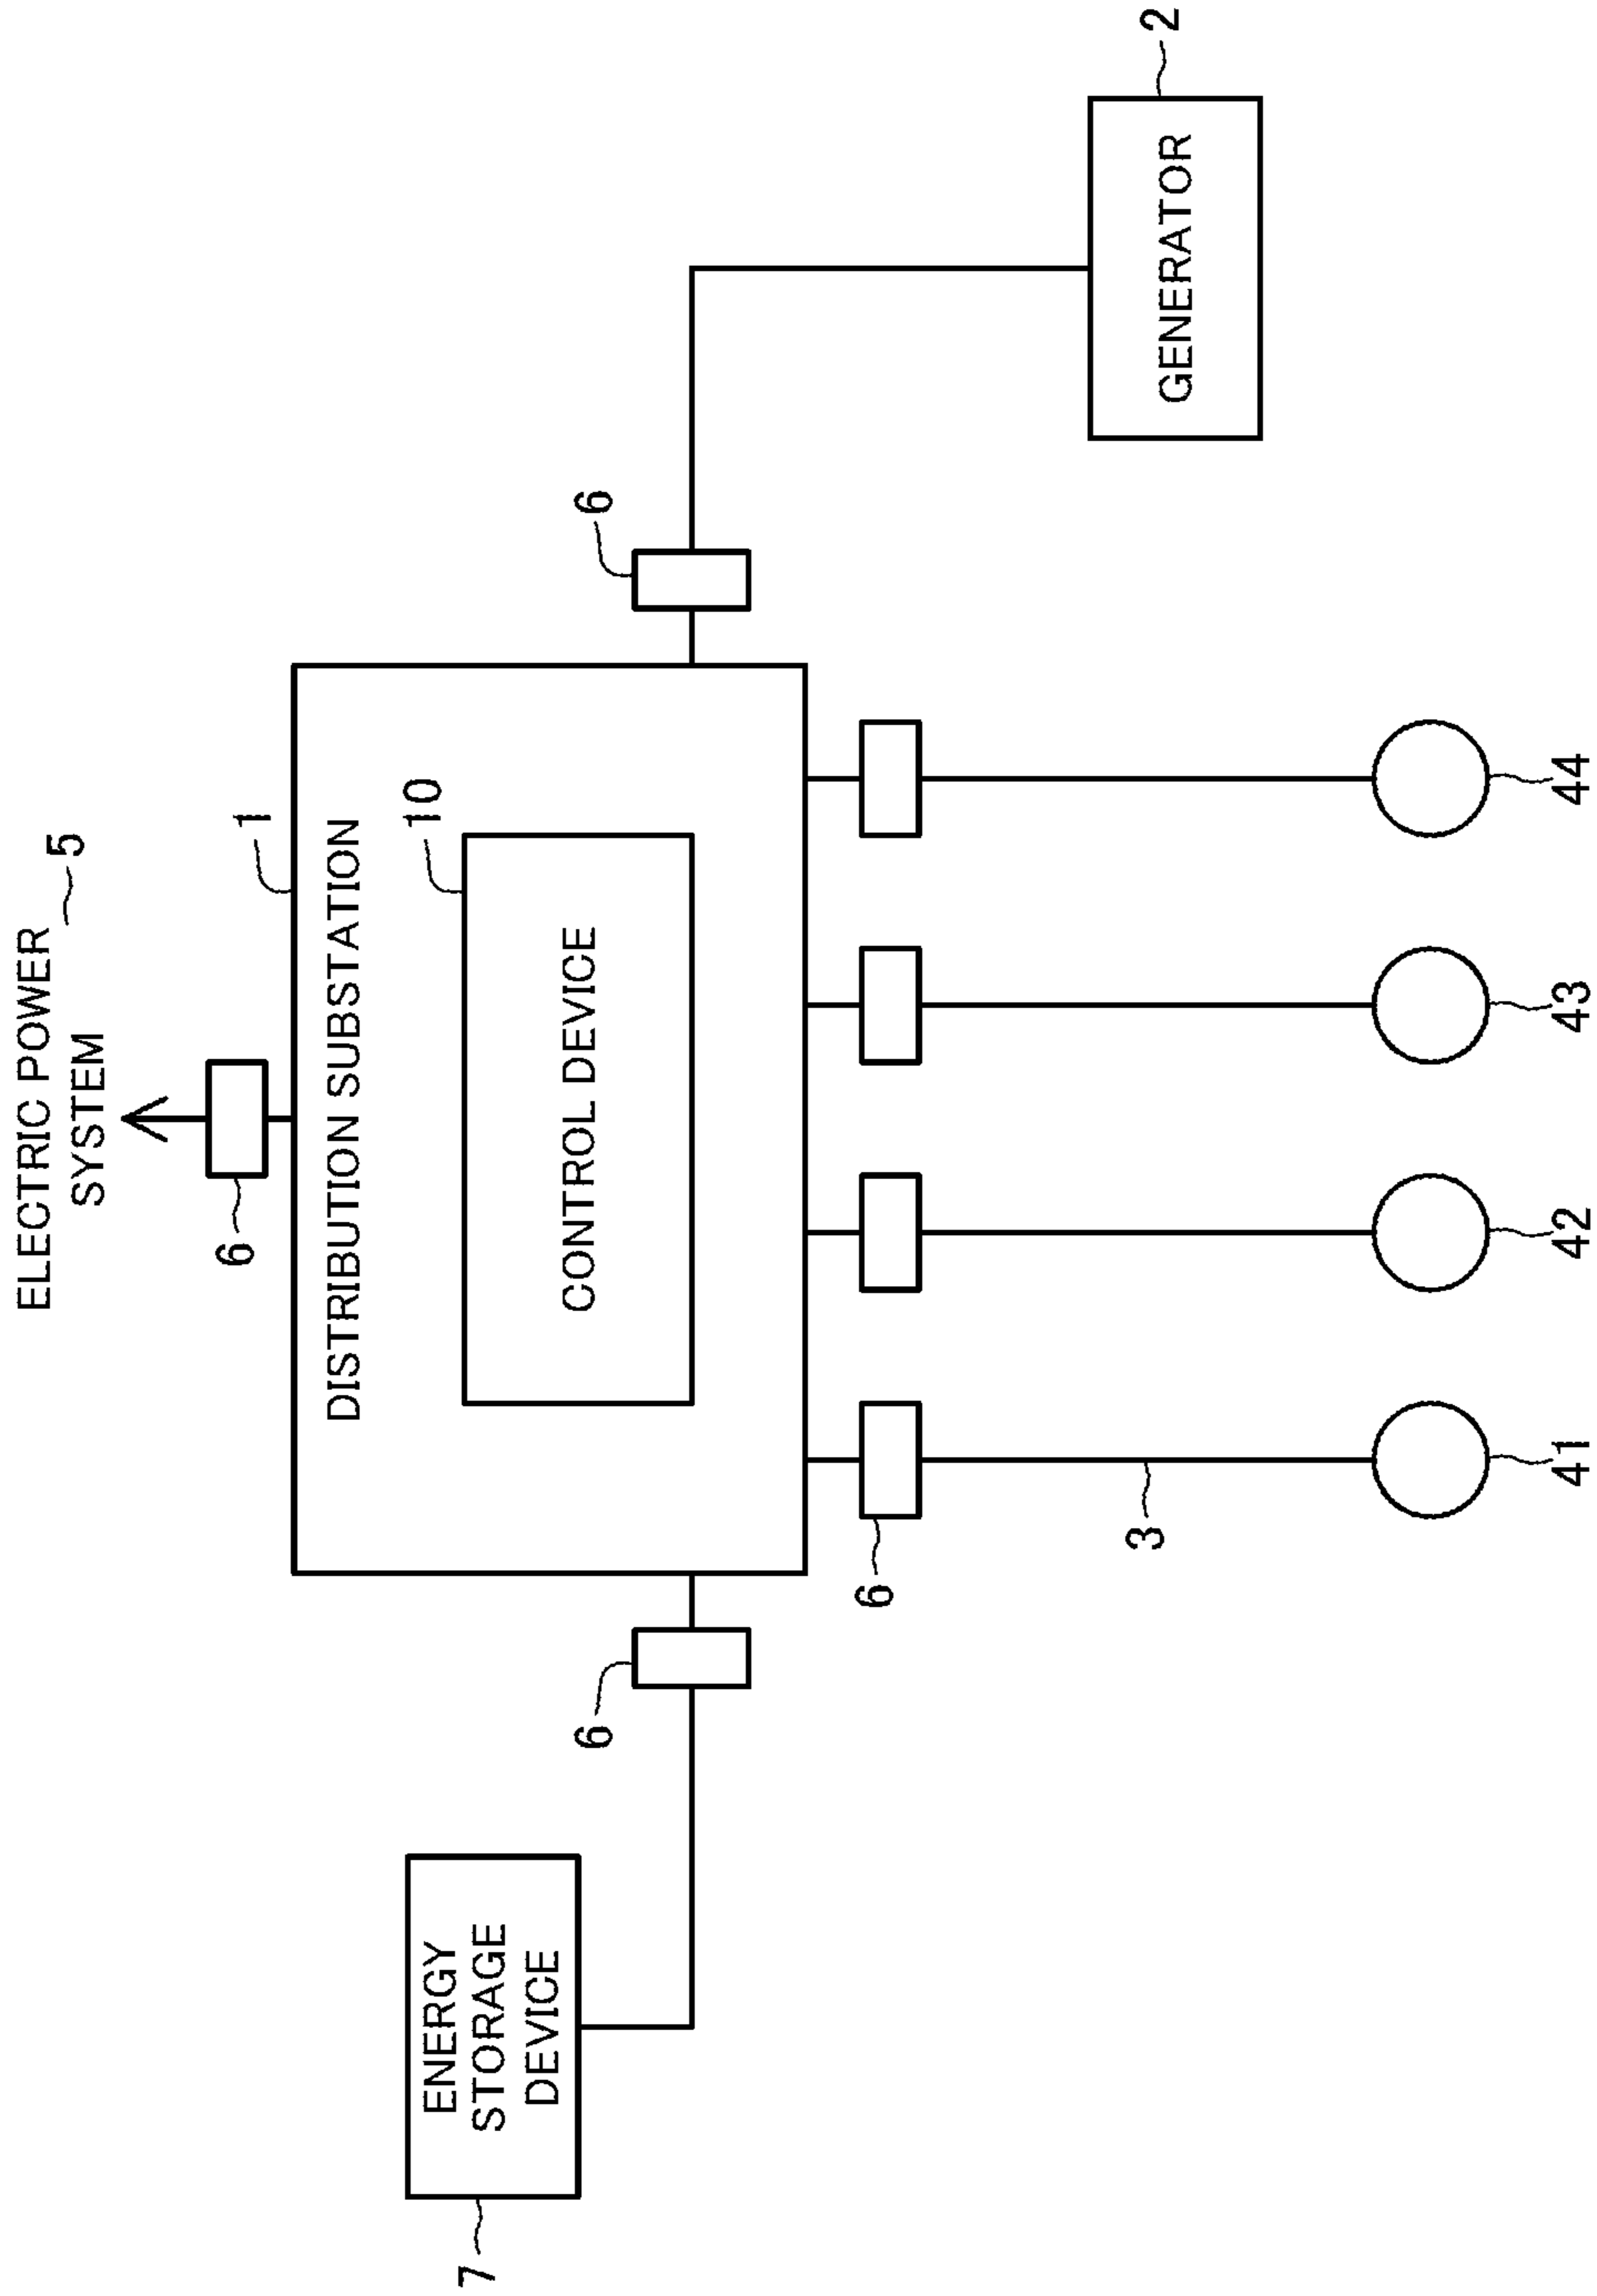 ELECTRIC POWER
SYSTEM
5
6
1
DISTRIBUTION SUBSTATION
10
CONTROL DEVICE
ENERGY
STORAGE
DEVICE
7
6
6
6
3
GENERATOR
2
41
42
43
44